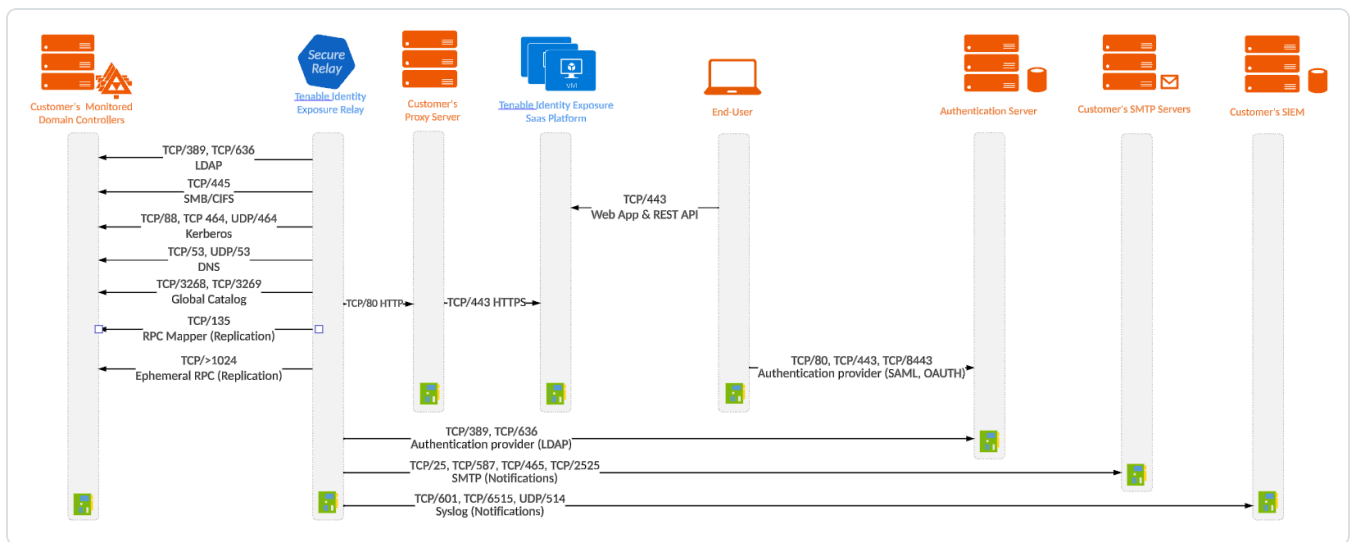 Secure
Relay
VM
Customer's Monitored
Domain Controllers
Tenable Identity
Exposure Relay
Customer's
Proxy Server
Tenable Identity Exposure
SaaS Platform
End-User
Authentication Server
Customer's SMTP Servers
Customer's SIEM
TCP/389, TCP/636
LDAP
TCP/445
SMB/CIFS
TCP/88, TCP 464, UDP/464
Kerberos
TCP/53, UDP/53
DNS
TCP/3268, TCP/3269
Global Catalog
TCP/135
RPC Mapper (Replication)
TCP/>1024
Ephemeral RPC (Replication)
TCP/80 HTTP
TCP/443 HTTPS
TCP/443
Web App & REST API
TCP/80, TCP/443, TCP/8443
Authentication provider (SAML, OAUTH)
TCP/389, TCP/636
Authentication provider (LDAP)
TCP/25, TCP/587, TCP/465, TCP/2525
SMTP (Notifications)
TCP/601, TCP/6515, UDP/514
Syslog (Notifications)